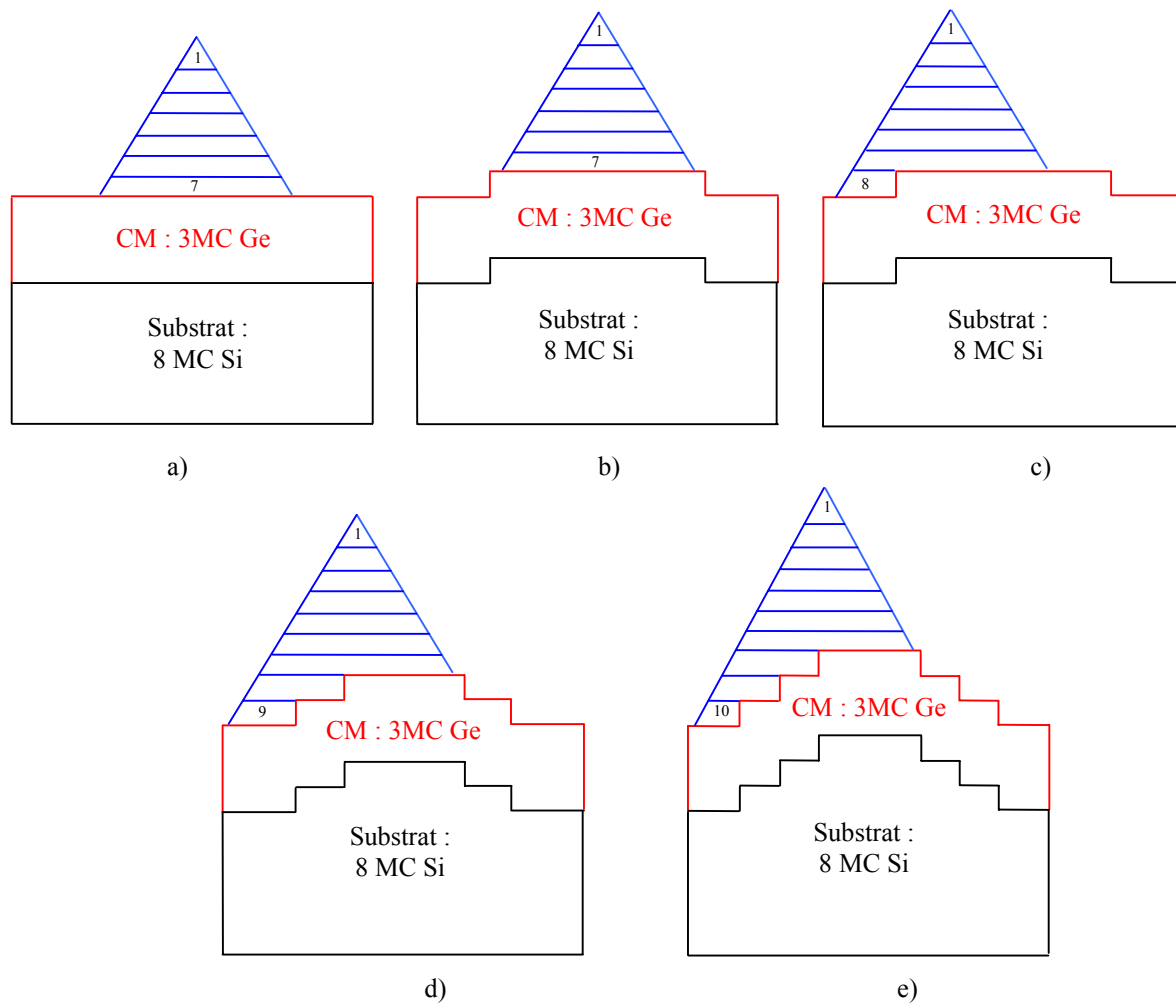 1
7
CM : 3MC Ge
Substrat :
8 MC Si
a)
1
7
CM : 3MC Ge
Substrat :
8 MC Si
b)
1
8
CM : 3MC Ge
Substrat :
8 MC Si
c)
1
9
CM : 3MC Ge
Substrat :
8 MC Si
d)
1
10
CM : 3MC Ge
Substrat :
8 MC Si
e)